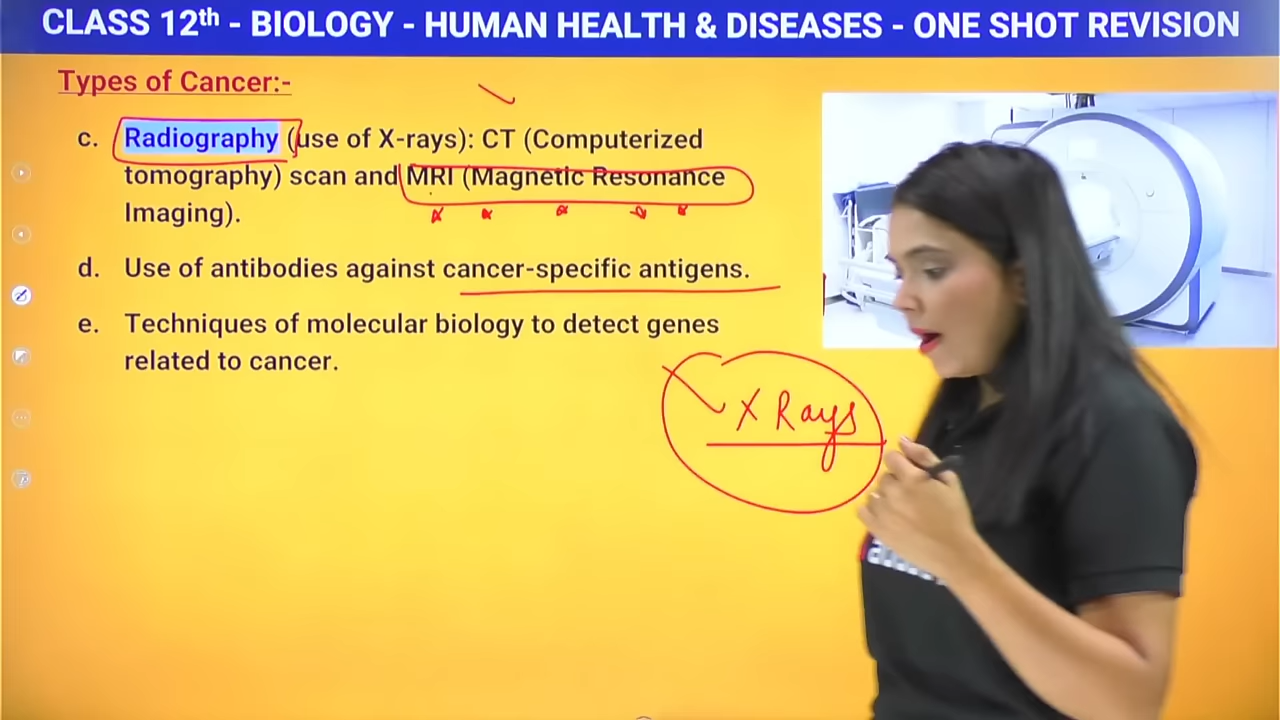 CLASS 12th - BIOLOGY - HUMAN HEALTH & DISEASES - ONE SHOT REVISION
Types of Cancer:-
c. Radiography (use of X-rays): CT (Computerized
tomography) scan and MRI (Magnetic Resonance
Imaging).
d. Use of antibodies against cancer-specific antigens.
e. Techniques of molecular biology to detect genes
related to cancer.
X Rays